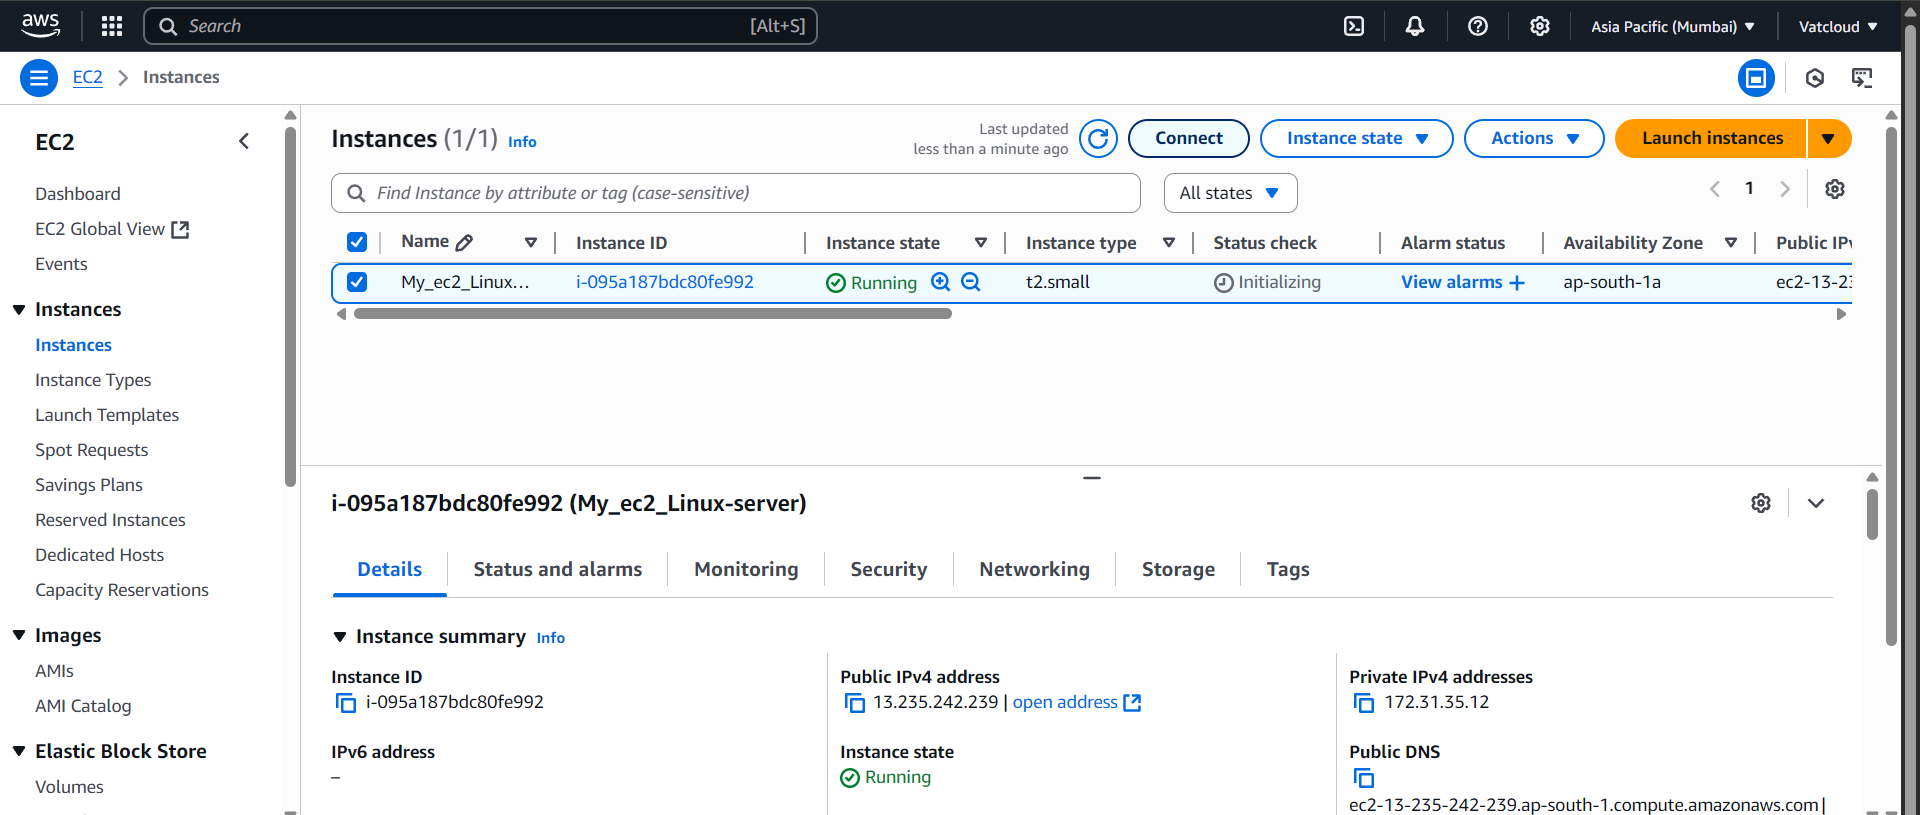 aws
Search [Alt+S]
Asia Pacific (Mumbai)
Vatcloud
EC2 Instances
EC2
Dashboard
EC2 Global View
Events
Instances
Instances
Instance Types
Launch Templates
Spot Requests
Savings Plans
Reserved Instances
Dedicated Hosts
Capacity Reservations
Images
AMIs
AMI Catalog
Elastic Block Store
Volumes
Instances (1/1) Info
Last updated
less than a minute ago
Connect
Instance state
Actions
Launch instances
Find Instance by attribute or tag (case-sensitive)
All states
1
Name Instance ID Instance state Instance type Status check Alarm status Availability Zone Public IPv
My_ec2_Linux... i-095a187bdc80fe992 Running t2.small Initializing View alarms + ap-south-1a ec2-13-23
i-095a187bdc80fe992 (My_ec2_Linux-server)
Details Status and alarms Monitoring Security Networking Storage Tags
Instance summary Info
Instance ID
i-095a187bdc80fe992
Public IPv4 address
13.235.242.239 | open address
Private IPv4 addresses
172.31.35.12
IPv6 address
–
Instance state
Running
Public DNS
ec2-13-235-242-239.ap-south-1.compute.amazonaws.com |